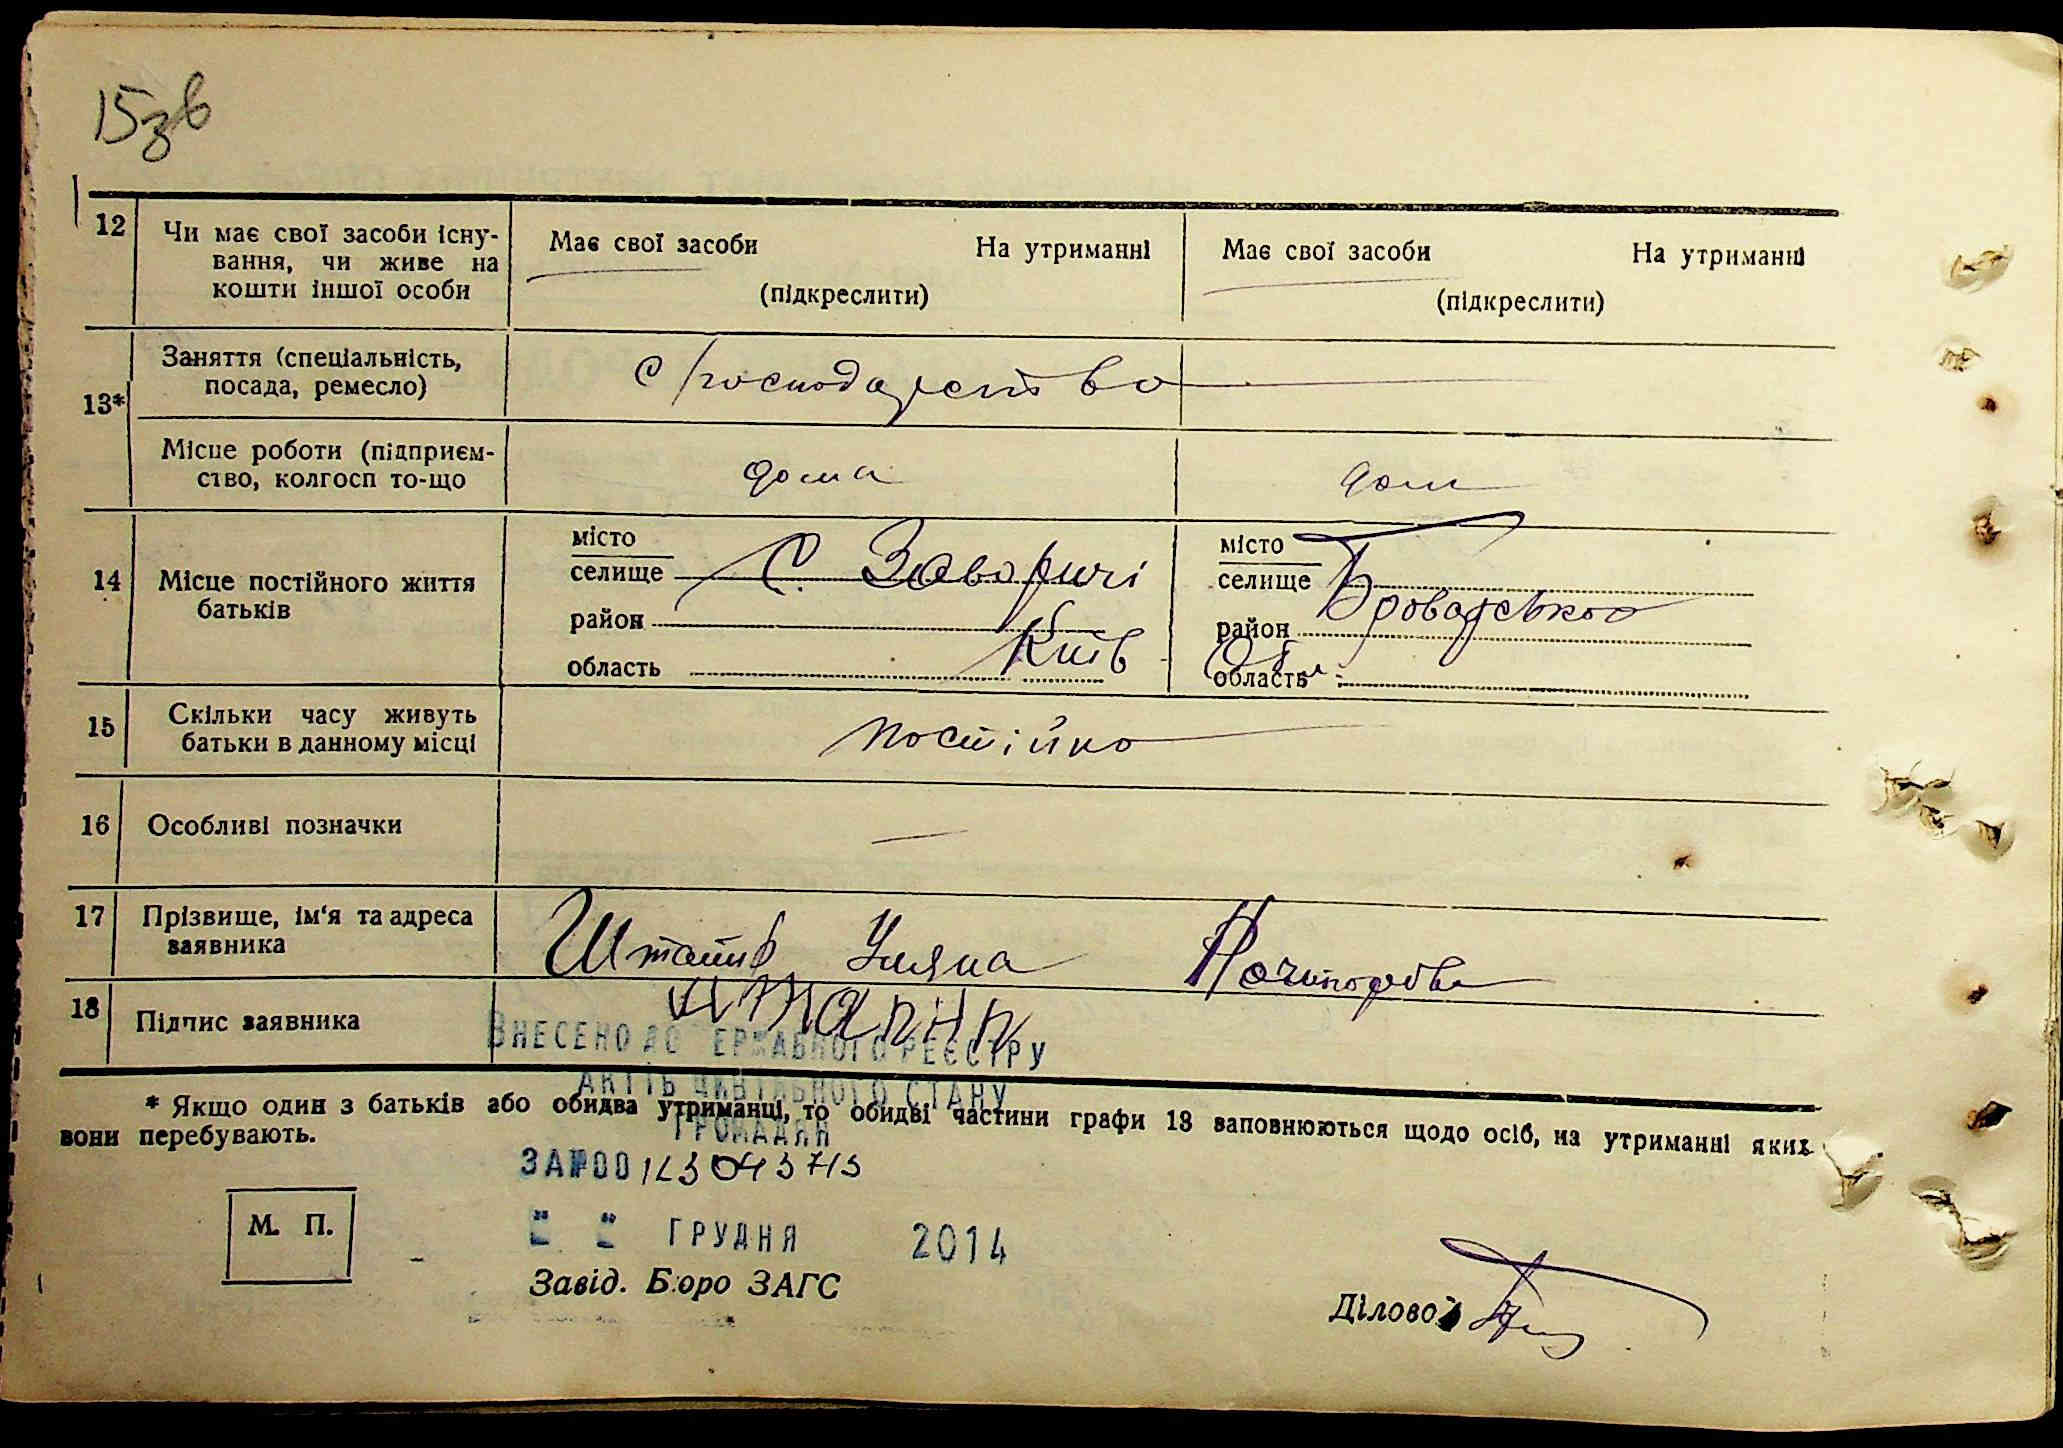 15зв
12 Чи має свої засоби існу-
вання, чи живе на
кошти іншої особи
Має свої засоби На утриманні
(підкреслити)
Має свої засоби На утриманні
(підкреслити)
13*
Заняття (спеціальність,
посада, ремесло)
с/господарство
Місце роботи (підприєм-
ство, колгосп то-що
дома
дом
14 Місце постійного життя
батьків
місто
селище с. Заворичі
район
область Київ
місто
селище
район Броварського
область Обл
15 Скільки часу живуть
батьки в данному місці
постійно
16 Особливі позначки
—
17 Прізвище, ім'я та адреса
заявника
Уляна
18 Підпис заявника
ВНЕСЕНО ДО ЕРЖАВНОГО РЕЄСТРУ
АКТІВ ЦИВІЛЬНОГО СТАНУ
ГРОМАДЯН
* Якщо один з батьків або обидва утриманці, то обидві частини графи 13 заповнюються щодо осіб, на утриманні яких
вони перебувають.
ЗА №00123043713
М. П.
ГРУДНЯ 2014
Завід. Бюро ЗАГС
Діловод